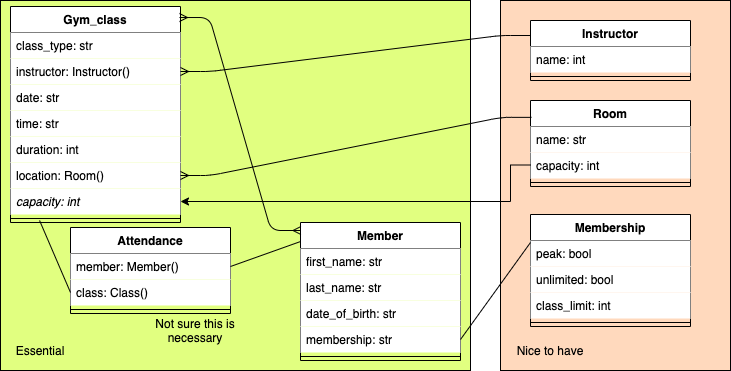 Gym_class
class_type: str
instructor: Instructor()
date: str
time: str
duration: int
location: Room()
capacity: int
Attendance
member: Member()
class: Class()
Not sure this is
necessary
Essential
Member
first_name: str
last_name: str
date_of_birth: str
membership: str
Instructor
name: int
Room
name: str
capacity: int
Membership
peak: bool
unlimited: bool
class_limit: int
Nice to have